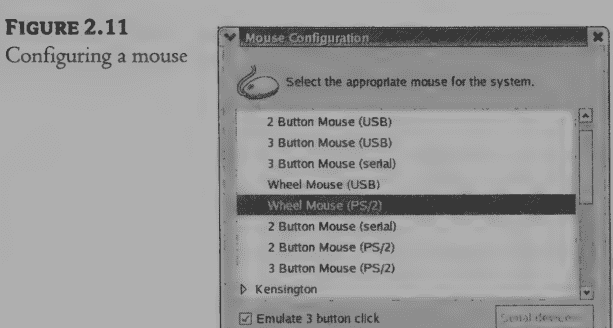 FIGURE 2.11
Configuring a mouse
Mouse Configuration
Select the appropriate mouse for the system.
2 Button Mouse (USB)
3 Button Mouse (USB)
3 Button Mouse (serial)
Wheel Mouse (USB)
Wheel Mouse (PS/2)
2 Button Mouse (serial)
2 Button Mouse (PS/2)
3 Button Mouse (PS/2)
Kensington
Emulate 3 button click
Serial devices